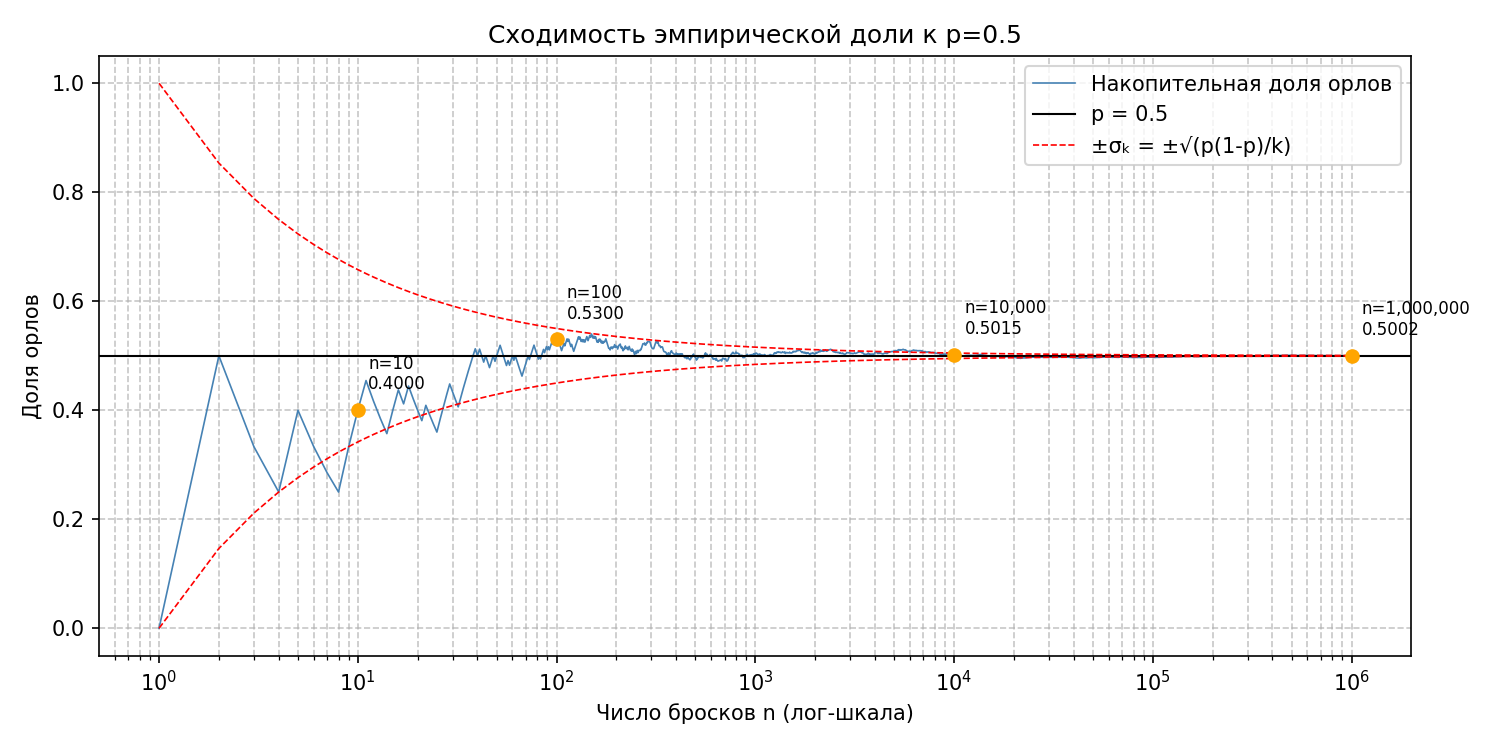 Сходимость эмпирической доли к p=0.5
Доля орлов
1.0
0.8
0.6
0.4
0.2
0.0
Накопительная доля орлов
p = 0.5
±σₖ = ±√(p(1-p)/k)
n=10
0.4000
n=100
0.5300
n=10,000
0.5015
n=1,000,000
0.5002
10⁰
10¹
10²
10³
10⁴
10⁵
10⁶
Число бросков n (лог-шкала)